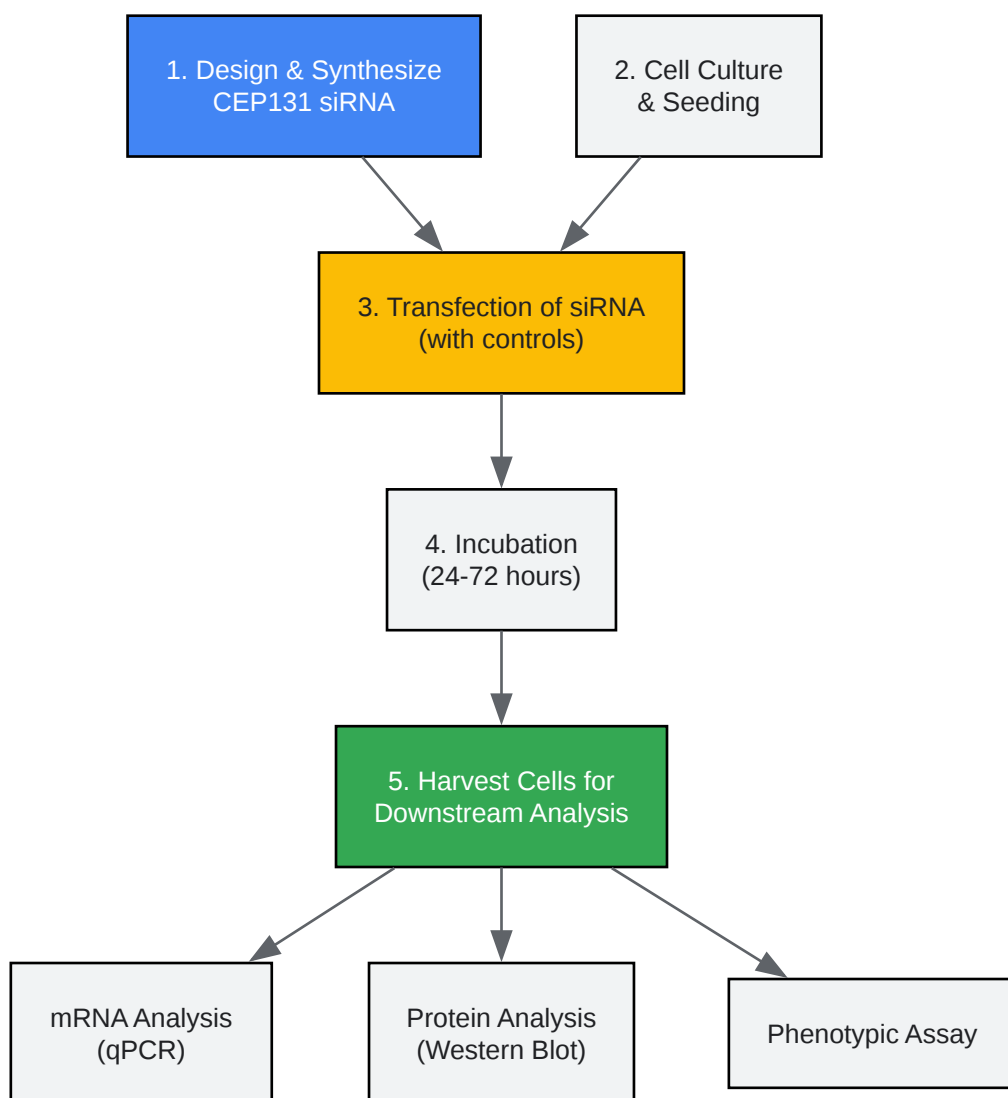 1. Design & Synthesize
CEP131 siRNA
2. Cell Culture
& Seeding
3. Transfection of siRNA
(with controls)
4. Incubation
(24-72 hours)
5. Harvest Cells for
Downstream Analysis
mRNA Analysis
(qPCR)
Protein Analysis
(Western Blot)
Phenotypic Assay